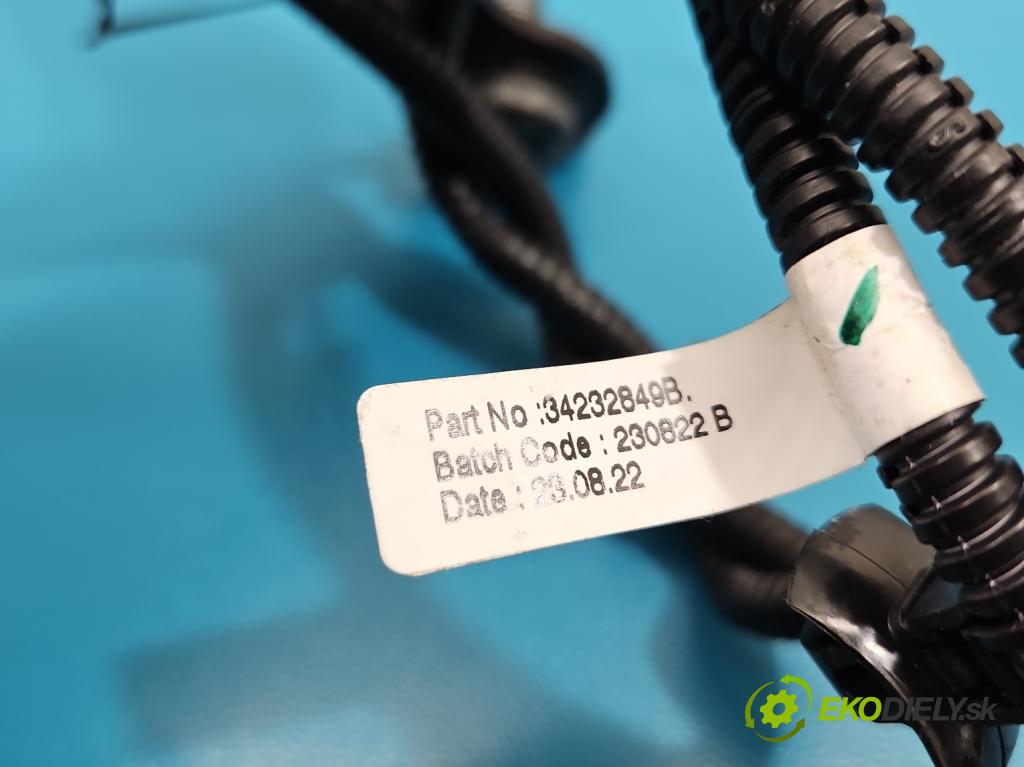 Part No :34232849B.
Batch Code : 230822 B
Date : 23.08.22
EKODIELY.sk